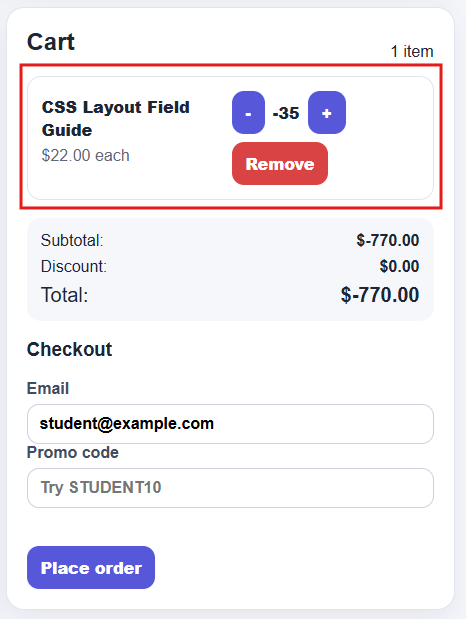 Cart
1 item
CSS Layout Field
Guide
$22.00 each
- -35 +
Remove
Subtotal: $-770.00
Discount: $0.00
Total: $-770.00
Checkout
Email
student@example.com
Promo code
Try STUDENT10
Place order